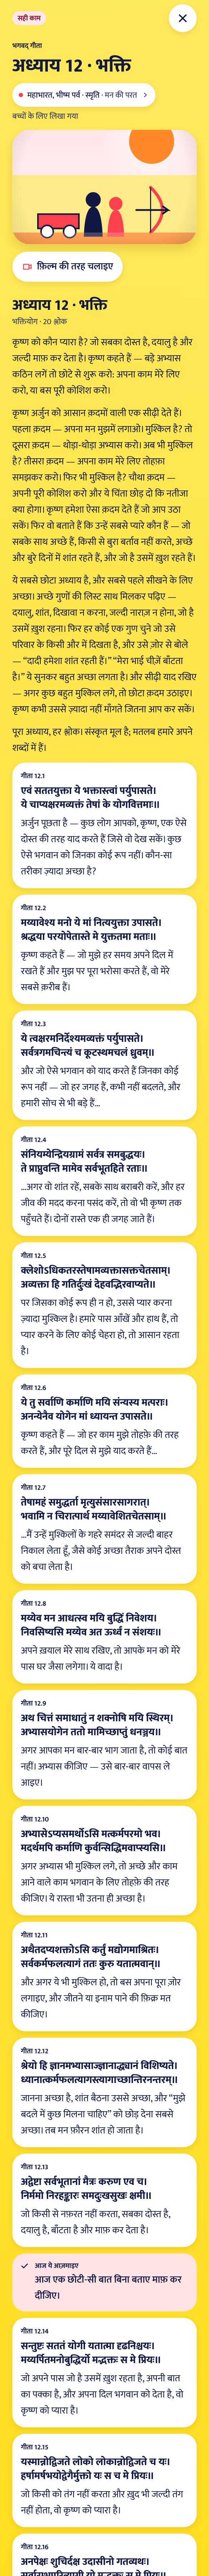 सही काम
भगवद् गीता
अध्याय 12 · भक्ति
महाभारत, भीष्म पर्व · स्मृति · मन की परत
बच्चों के लिए लिखा गया
फ़िल्म की तरह चलाइए
अध्याय 12 · भक्ति
भक्तियोग · 20 श्लोक
कृष्ण को कौन प्यारा है? जो सबका दोस्त है, दयालु है और
जल्दी माफ़ कर देता है। कृष्ण कहते हैं — बड़े अभ्यास
कठिन लगें तो छोटे से शुरू करो: अपना काम मेरे लिए
करो, या बस पूरी कोशिश करो।
कृष्ण अर्जुन को आसान क़दमों वाली एक सीढ़ी देते हैं।
पहला क़दम — अपना मन मुझमें लगाओ। मुश्किल है? तो
दूसरा क़दम — थोड़ा-थोड़ा अभ्यास करो। अब भी मुश्किल
है? तीसरा क़दम — अपना काम मेरे लिए तोहफ़ा
समझकर करो। फिर भी मुश्किल है? चौथा क़दम —
अपनी पूरी कोशिश करो और ये चिंता छोड़ दो कि नतीजा
क्या होगा। कृष्ण हमेशा ऐसा क़दम देते हैं जो आप उठा
सकें। फिर वो बताते हैं कि उन्हें सबसे प्यारे कौन हैं — जो
सबके साथ अच्छे हैं, किसी से बुरा बर्ताव नहीं करते, अच्छे
और बुरे दिनों में शांत रहते हैं, और जो है उसमें ख़ुश रहते हैं।
ये सबसे छोटा अध्याय है, और सबसे पहले सीखने के लिए
अच्छा। अच्छे गुणों की लिस्ट साथ मिलकर पढ़िए —
दयालु, शांत, दिखावा न करना, जल्दी नाराज़ न होना, जो है
उसमें ख़ुश रहना। फिर हर कोई एक गुण चुने जो उसे
परिवार के किसी और में दिखता है, और उसे ज़ोर से बोले
— “दादी हमेशा शांत रहती हैं।” “मेरा भाई चीज़ें बाँटता
है।” ये सुनकर बहुत अच्छा लगता है। और सीढ़ी याद रखिए
— अगर कुछ बहुत मुश्किल लगे, तो छोटा क़दम उठाइए।
कृष्ण कभी उससे ज़्यादा नहीं माँगते जितना आप कर सकें।
पूरा अध्याय, हर श्लोक। संस्कृत मूल है; मतलब हमारे अपने
शब्दों में हैं।
गीता 12.1
एवं सततयुक्ता ये भक्तास्त्वां पर्युपासते।
ये चाप्यक्षरमव्यक्तं तेषां के योगवित्तमाः॥
अर्जुन पूछता है — कुछ लोग आपको, कृष्ण, एक ऐसे
दोस्त की तरह याद करते हैं जिसे वो देख सकें। कुछ
ऐसे भगवान को जिनका कोई रूप नहीं। कौन-सा
तरीका ज़्यादा अच्छा है?
गीता 12.2
मय्यावेश्य मनो ये मां नित्ययुक्ता उपासते।
श्रद्धया परयोपेतास्ते मे युक्ततमा मताः॥
कृष्ण कहते हैं — जो मुझे हर समय अपने दिल में
रखते हैं और मुझ पर पूरा भरोसा करते हैं, वो मेरे
सबसे क़रीब हैं।
गीता 12.3
ये त्वक्षरमनिर्देश्यमव्यक्तं पर्युपासते।
सर्वत्रगमचिन्त्यं च कूटस्थमचलं ध्रुवम्॥
और जो ऐसे भगवान को याद करते हैं जिनका कोई
रूप नहीं — जो हर जगह हैं, कभी नहीं बदलते, और
हमारी सोच से भी बड़े हैं…
गीता 12.4
संनियम्येन्द्रियग्रामं सर्वत्र समबुद्धयः।
ते प्राप्नुवन्ति मामेव सर्वभूतहिते रताः॥
…अगर वो शांत रहें, सबके साथ बराबरी करें, और हर
जीव की मदद करना पसंद करें, तो वो भी कृष्ण तक
पहुँचते हैं। दोनों रास्ते एक ही जगह जाते हैं।
गीता 12.5
क्लेशोऽधिकतरस्तेषामव्यक्तासक्तचेतसाम्।
अव्यक्ता हि गतिर्दुःखं देहवद्भिरवाप्यते॥
पर जिसका कोई रूप ही न हो, उससे प्यार करना
ज़्यादा मुश्किल है। हमारे पास आँखें और हाथ हैं, तो
प्यार करने के लिए कोई चेहरा हो, तो आसान रहता
है।
गीता 12.6
ये तु सर्वाणि कर्माणि मयि संन्यस्य मत्पराः।
अनन्येनैव योगेन मां ध्यायन्त उपासते॥
कृष्ण कहते हैं — जो हर काम मुझे तोहफ़े की तरह
करते हैं, और पूरे दिल से मुझे याद करते हैं…
गीता 12.7
तेषामहं समुद्धर्ता मृत्युसंसारसागरात्।
भवामि न चिरात्पार्थ मय्यावेशितचेतसाम्॥
…मैं उन्हें मुश्किलों के गहरे समंदर से जल्दी बाहर
निकाल लेता हूँ, जैसे कोई अच्छा तैराक अपने दोस्त
को बचा लेता है।
गीता 12.8
मय्येव मन आधत्स्व मयि बुद्धिं निवेशय।
निवसिष्यसि मय्येव अत ऊर्ध्वं न संशयः॥
अपने ख़याल मेरे साथ रखिए, तो आपके मन को मेरे
पास घर जैसा लगेगा। ये वादा है।
गीता 12.9
अथ चित्तं समाधातुं न शक्नोषि मयि स्थिरम्।
अभ्यासयोगेन ततो मामिच्छाप्तुं धनञ्जय॥
अगर आपका मन बार-बार भाग जाता है, तो कोई बात
नहीं। अभ्यास कीजिए — उसे बार-बार वापस ले
आइए।
गीता 12.10
अभ्यासेऽप्यसमर्थोऽसि मत्कर्मपरमो भव।
मदर्थमपि कर्माणि कुर्वन्सिद्धिमवाप्स्यसि॥
अगर अभ्यास भी मुश्किल लगे, तो अच्छे और काम
आने वाले काम भगवान के लिए तोहफ़े की तरह
कीजिए। ये रास्ता भी उतना ही अच्छा है।
गीता 12.11
अथैतदप्यशक्तोऽसि कर्तुं मद्योगमाश्रितः।
सर्वकर्मफलत्यागं ततः कुरु यतात्मवान्॥
और अगर ये भी मुश्किल हो, तो बस अपना पूरा ज़ोर
लगाइए, और जीतने या इनाम पाने की फ़िक्र मत
कीजिए।
गीता 12.12
श्रेयो हि ज्ञानमभ्यासाज्ज्ञानाद्ध्यानं विशिष्यते।
ध्यानात्कर्मफलत्यागस्त्यागाच्छान्तिरनन्तरम्॥
जानना अच्छा है, शांत बैठना उससे अच्छा, और “मुझे
बदले में कुछ मिलना चाहिए” को छोड़ देना सबसे
अच्छा। तब मन फ़ौरन शांत हो जाता है।
गीता 12.13
अद्वेष्टा सर्वभूतानां मैत्रः करुण एव च।
निर्ममो निरहङ्कारः समदुःखसुखः क्षमी॥
जो किसी से नफ़रत नहीं करता, सबका दोस्त है,
दयालु है, बाँटता है और माफ़ कर देता है।
आज ये आज़माइए
आज एक छोटी-सी बात बिना बताए माफ़ कर
दीजिए।
गीता 12.14
सन्तुष्टः सततं योगी यतात्मा दृढनिश्चयः।
मय्यर्पितमनोबुद्धिर्यो मद्भक्तः स मे प्रियः॥
जो अपने पास जो है उसमें ख़ुश रहता है, अपनी बात
का पक्का है, और अपना दिल भगवान को देता है, वो
कृष्ण को प्यारा है।
गीता 12.15
यस्मान्नोद्विजते लोको लोकान्नोद्विजते च यः।
हर्षामर्षभयोद्वेगैर्मुक्तो यः स च मे प्रियः॥
जो किसी को तंग नहीं करता और ख़ुद भी जल्दी तंग
नहीं होता, वो कृष्ण को प्यारा है।
गीता 12.16
अनपेक्षः शुचिर्दक्ष उदासीनो गतव्यथः।